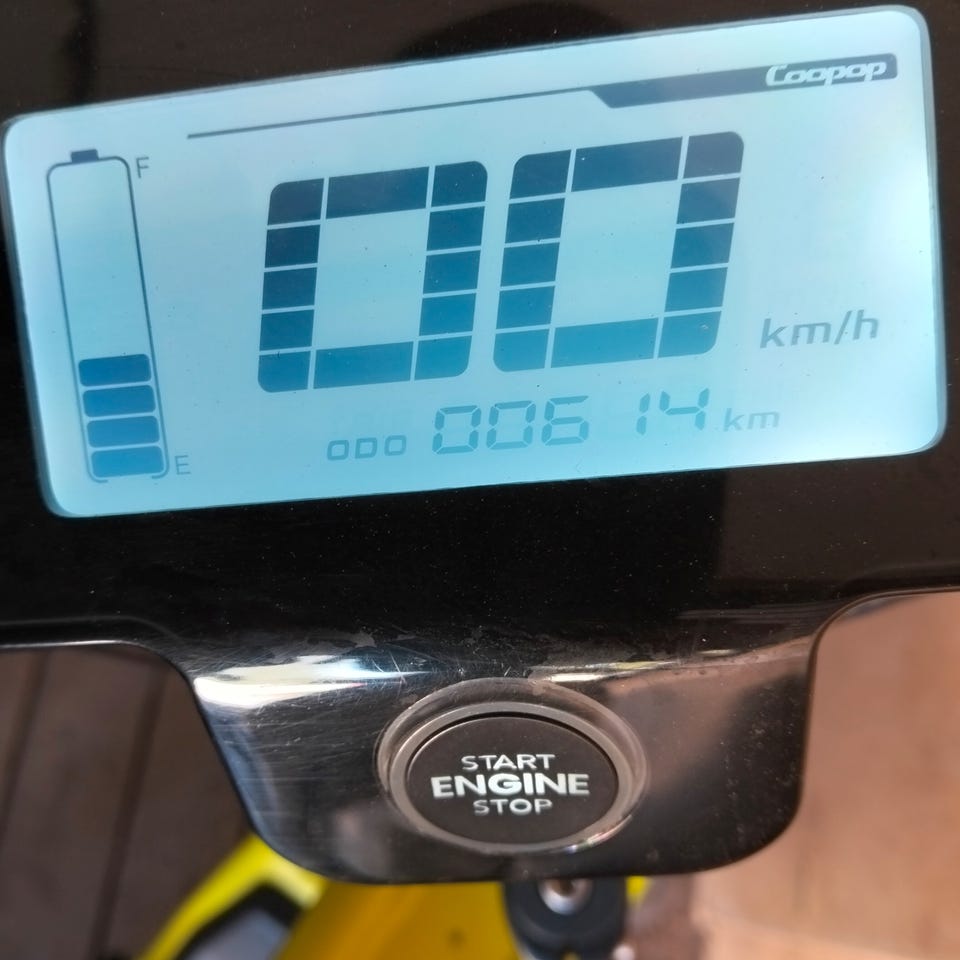 Coopop
F
00
km/h
E
ODO 00614 km
START
ENGINE
STOP